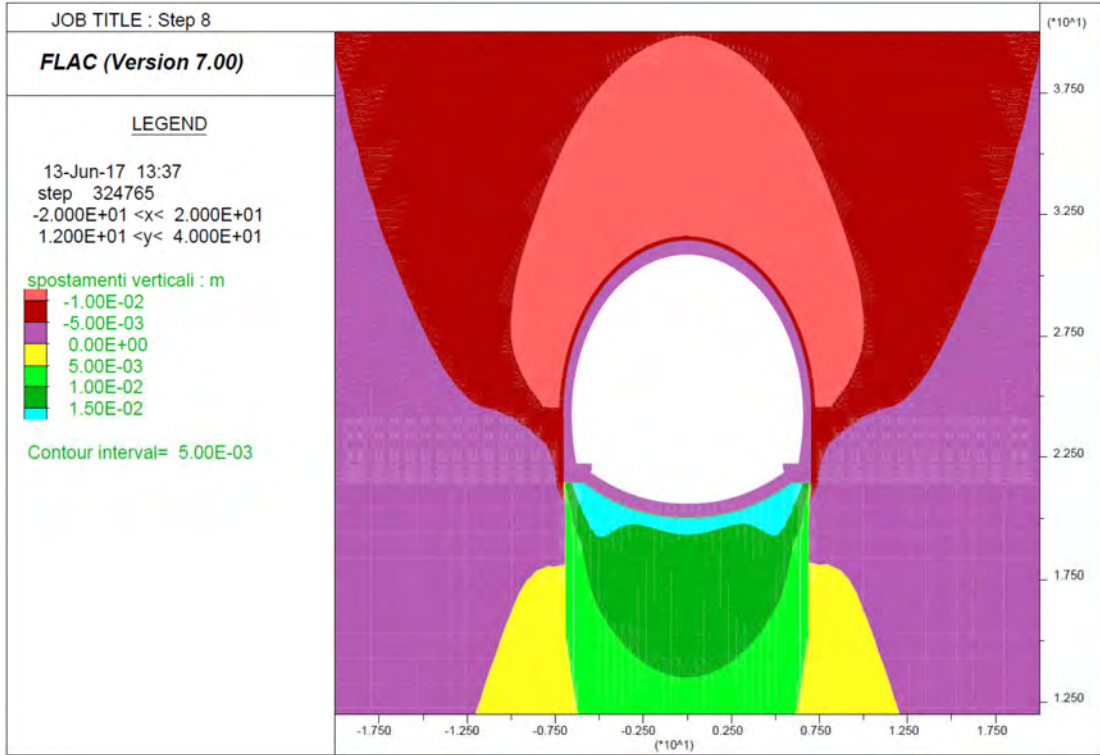 JOB TITLE : Step 8
(*10^1)
FLAC (Version 7.00)
LEGEND
13-Jun-17 13:37
step 324765
-2.000E+01 <x< 2.000E+01
1.200E+01 <y< 4.000E+01
spostamenti verticali : m
-1.00E-02
-5.00E-03
0.00E+00
5.00E-03
1.00E-02
1.50E-02
Contour interval= 5.00E-03
3.750
3.250
2.750
2.250
1.750
1.250
-1.750 -1.250 -0.750 -0.250 0.250 0.750 1.250 1.750
(*10^1)